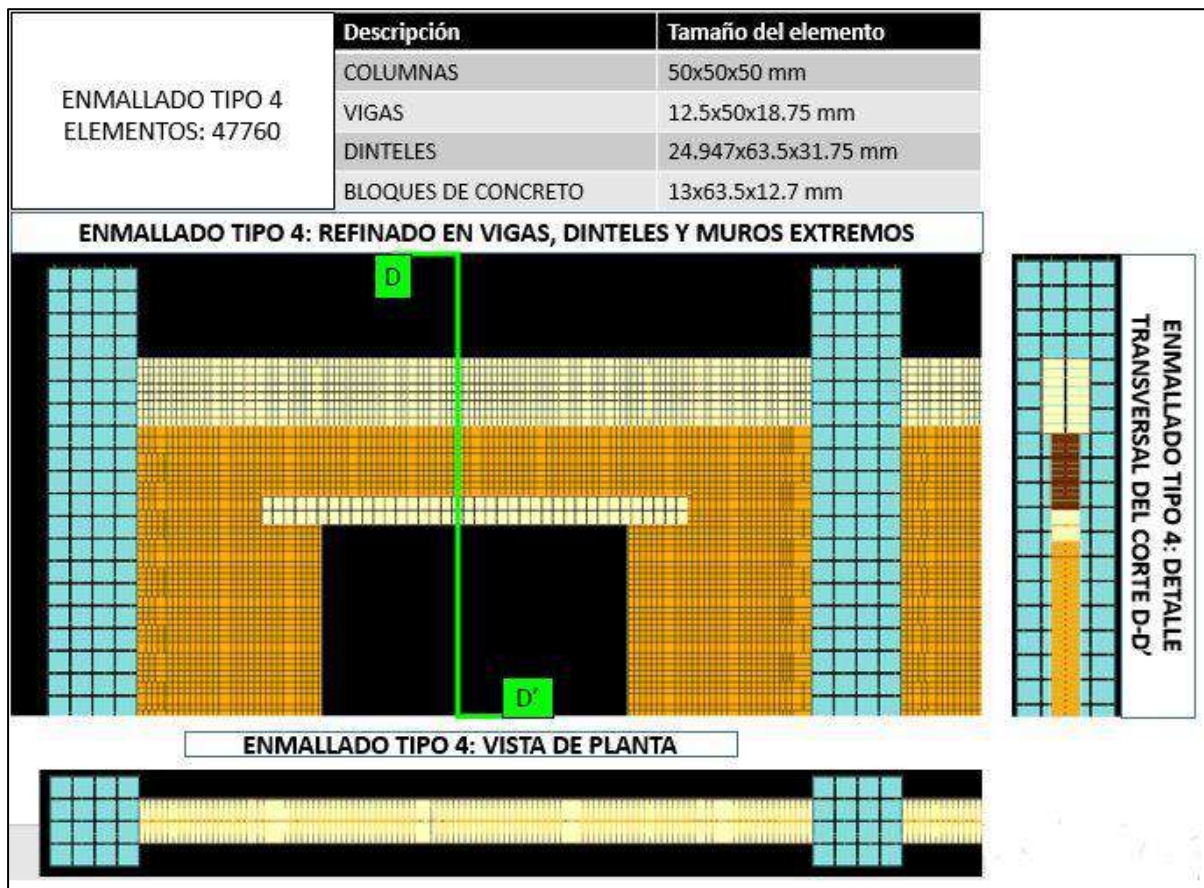 ENMALLADO TIPO 4
ELEMENTOS: 47760
Descripción Tamaño del elemento
COLUMNAS 50x50x50 mm
VIGAS 12.5x50x18.75 mm
DINTELES 24.947x63.5x31.75 mm
BLOQUES DE CONCRETO 13x63.5x12.7 mm
ENMALLADO TIPO 4: REFINADO EN VIGAS, DINTELES Y MUROS EXTREMOS
D
D'
ENMALLADO TIPO 4: DETALLE
TRANSVERSAL DEL CORTE D-D'
ENMALLADO TIPO 4: VISTA DE PLANTA